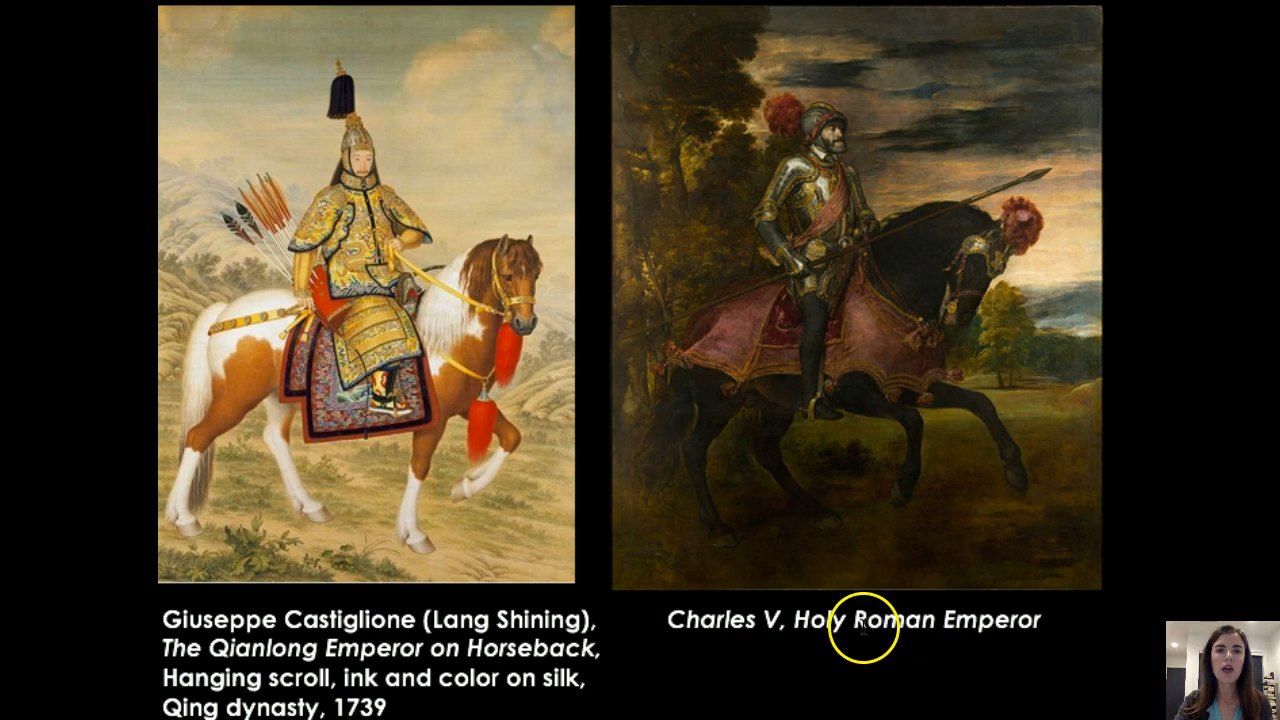 Giuseppe Castiglione (Lang Shining),
The Qianlong Emperor on Horseback,
Hanging scroll, ink and color on silk,
Qing dynasty, 1739
Charles V, Holy Roman Emperor